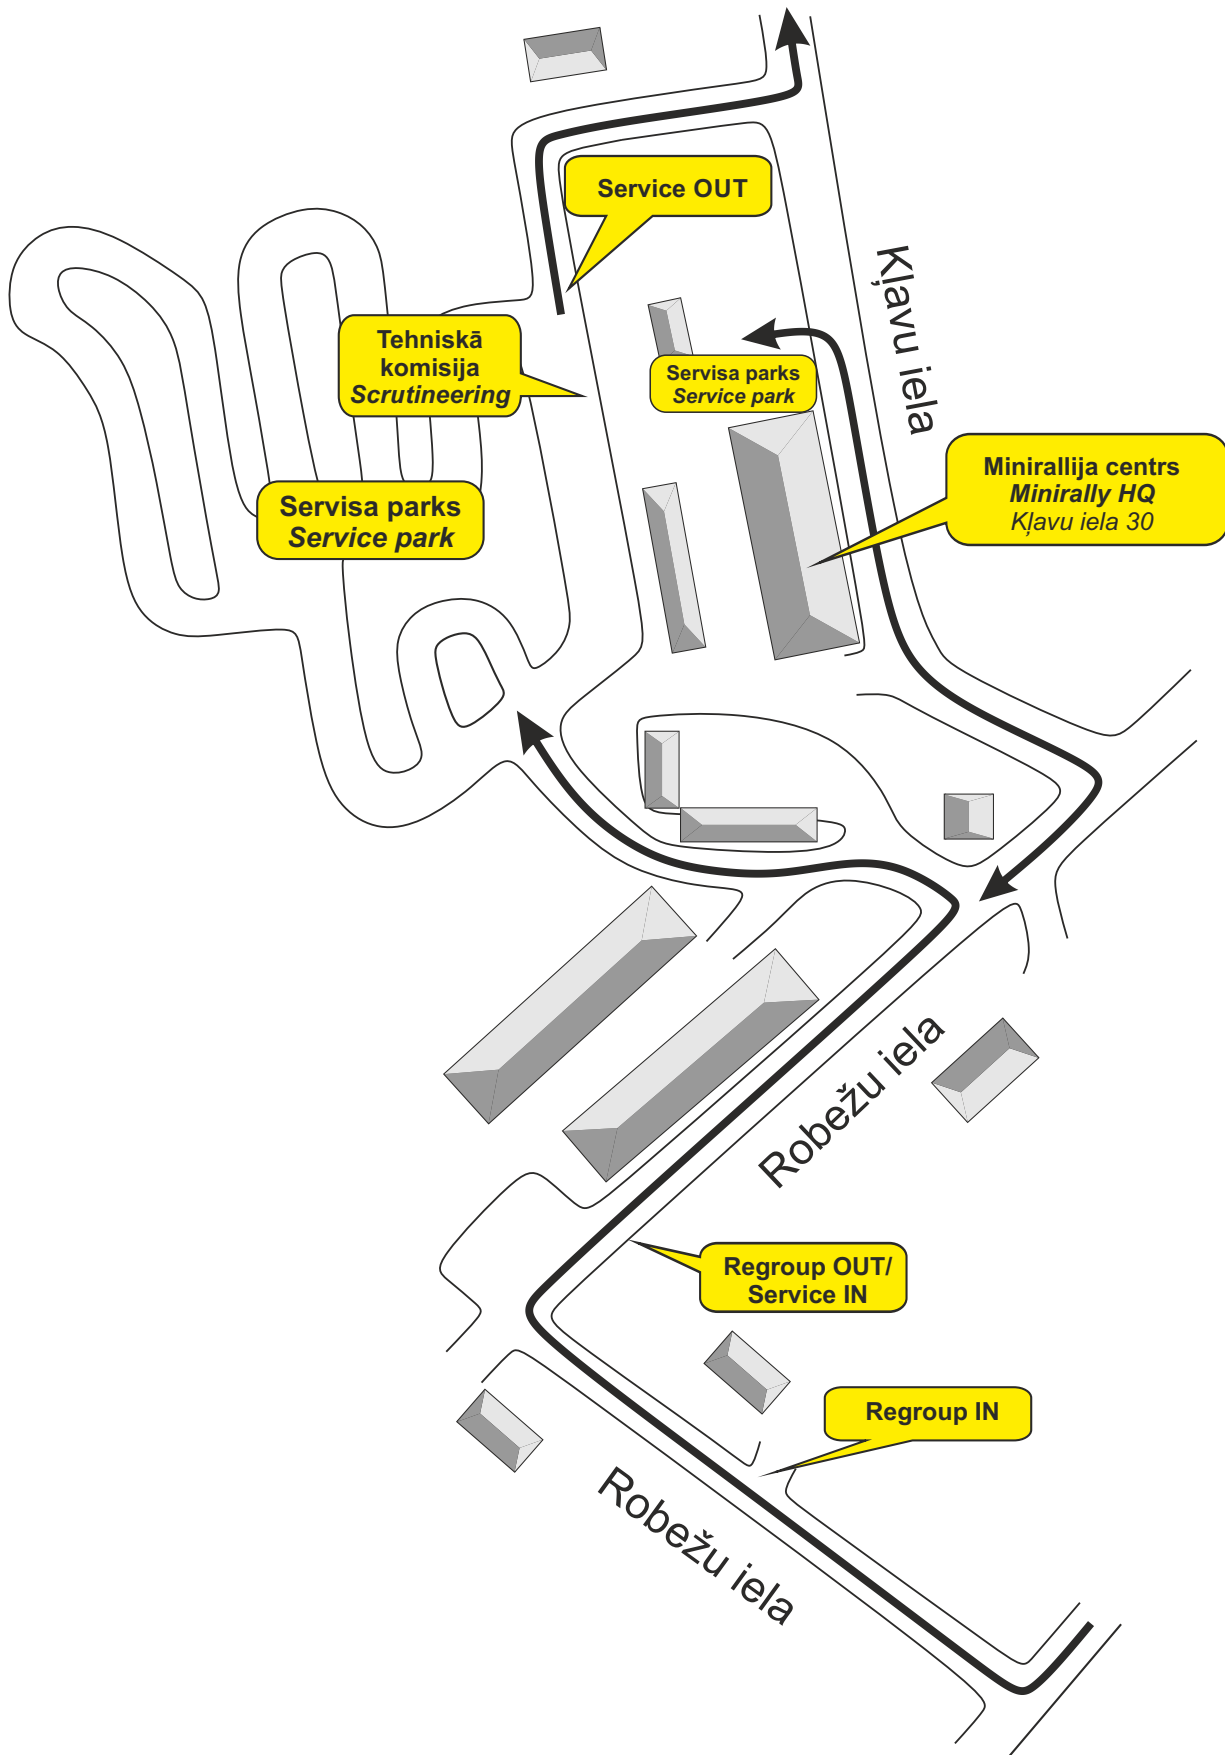 Service OUT
Kļavu iela
Tehniskā
komisija
Scrutineering
Servisa parks
Service park
Minirallija centrs
Minirally HQ
Kļavu iela 30
Servisa parks
Service park
Robežu iela
Regroup OUT/
Service IN
Regroup IN
Robežu iela